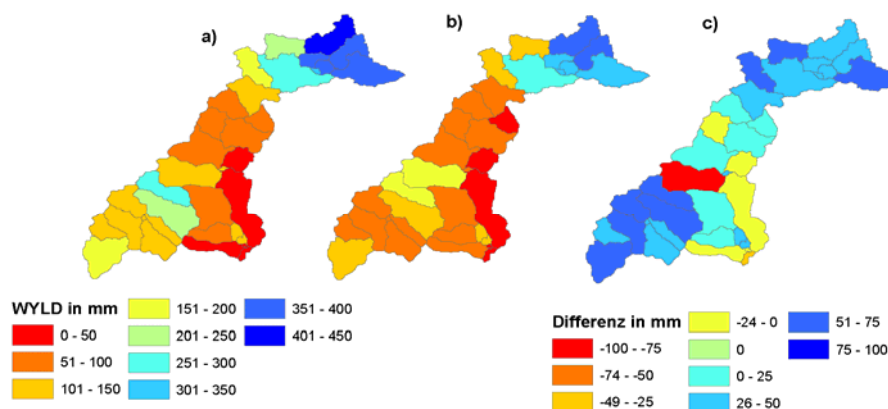 a)
b)
c)
WYLD in mm
0 - 50
51 - 100
101 - 150
151 - 200
201 - 250
251 - 300
301 - 350
351 - 400
401 - 450
Differenz in mm
-100 - -75
-74 - -50
-49 - -25
-24 - 0
0
0 - 25
26 - 50
51 - 75
75 - 100